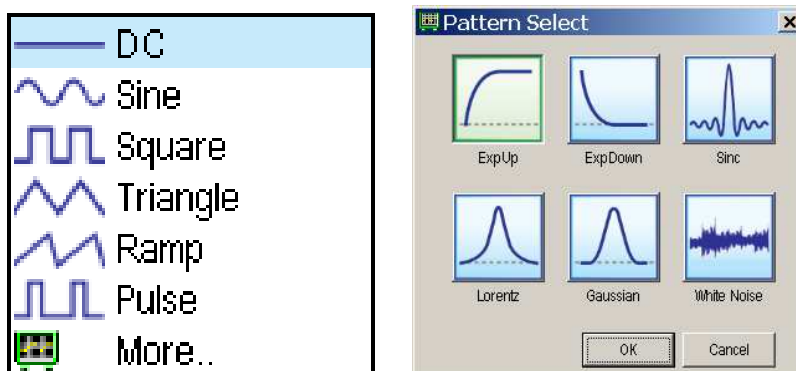 DC
Sine
Square
Triangle
Ramp
Pulse
More..
Pattern Select
ExpUp ExpDown Sinc
Lorentz Gaussian White Noise
OK Cancel